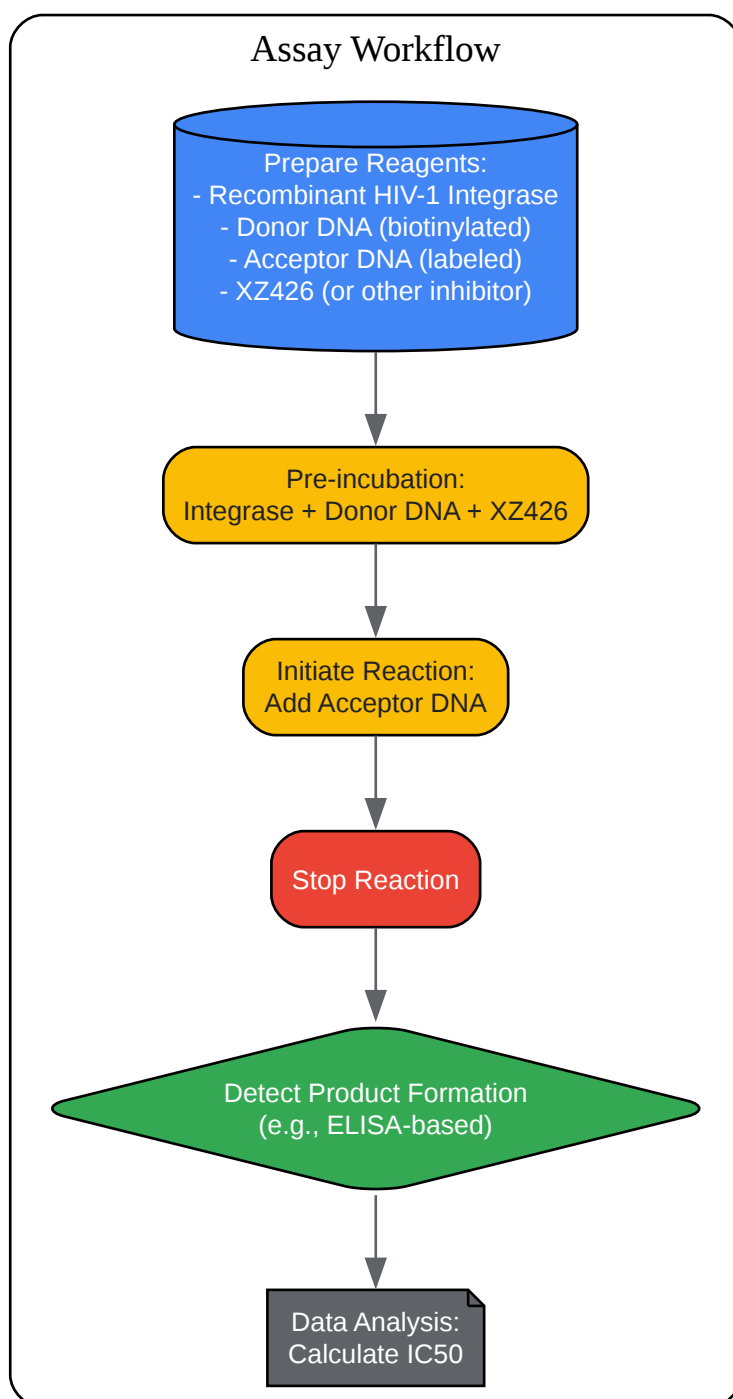 Assay Workflow
Prepare Reagents:
- Recombinant HIV-1 Integrase
- Donor DNA (biotinylated)
- Acceptor DNA (labeled)
- XZ426 (or other inhibitor)
Pre-incubation:
Integrase + Donor DNA + XZ426
Initiate Reaction:
Add Acceptor DNA
Stop Reaction
Detect Product Formation
(e.g., ELISA-based)
Data Analysis:
Calculate IC50